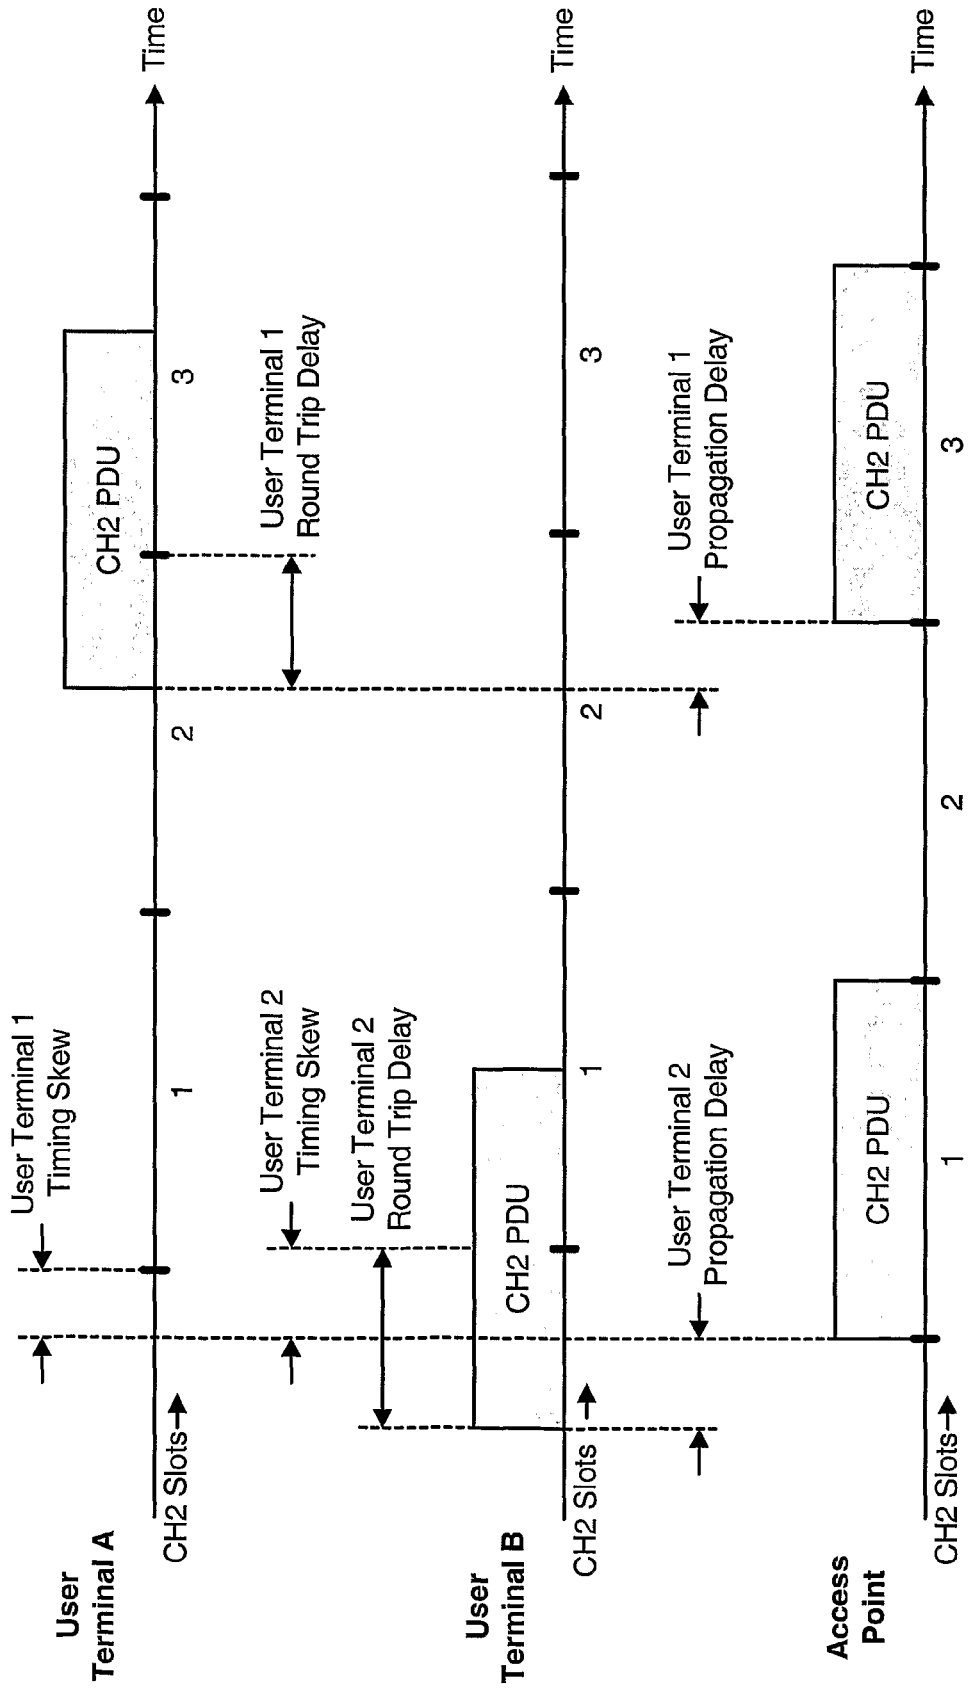 User
Terminal A
CH2 Slots
User Terminal 1
Timing Skew
1
2
CH2 PDU
3
User Terminal 1
Round Trip Delay
Time
User
Terminal B
CH2 Slots
User Terminal 2
Timing Skew
User Terminal 2
Round Trip Delay
CH2 PDU
1
2
3
Time
User Terminal 2
Propagation Delay
User Terminal 1
Propagation Delay
Access
Point
CH2 Slots
CH2 PDU
1
2
CH2 PDU
3
Time